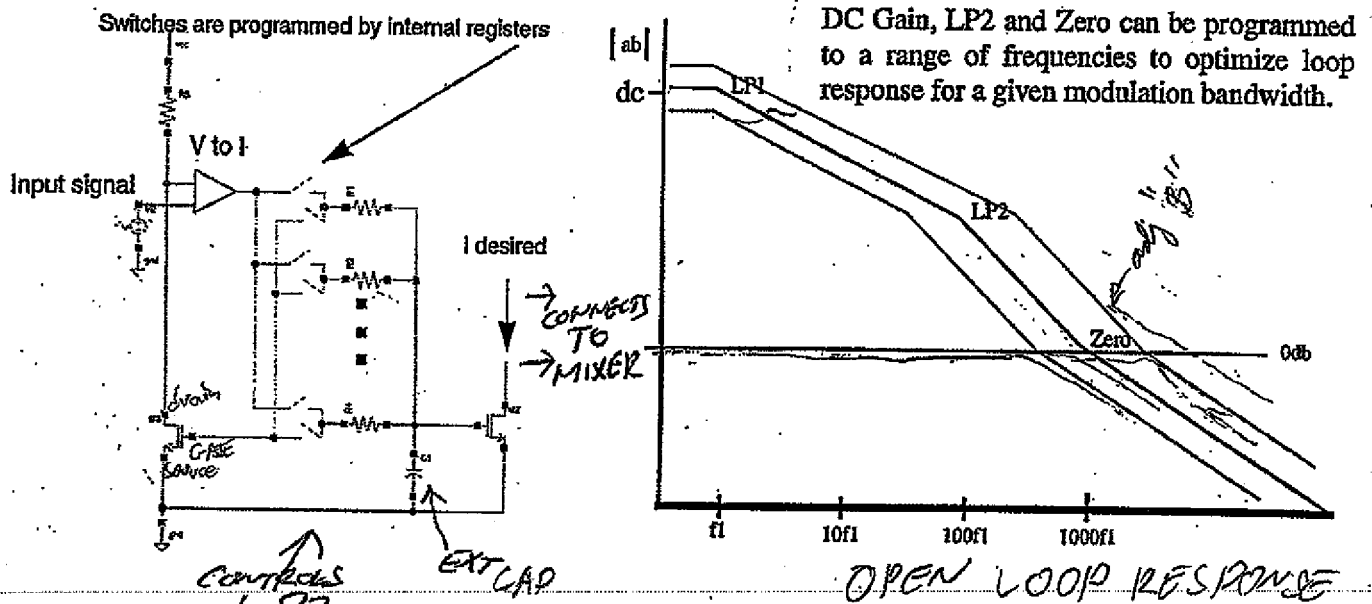 Switches are programmed by internal registers
DC Gain, LP2 and Zero can be programmed
to a range of frequencies to optimize loop
response for a given modulation bandwidth.
|ab|
dc
LP1
V to I
Input signal
LP2
adj "B"
I desired
→ CONNECTS
TO
→ MIXER
Zero
0db
drain
GATE
SOURCE
f1
10f1
100f1
1000f1
CONTROLS
EXT CAP
OPEN LOOP RESPONSE